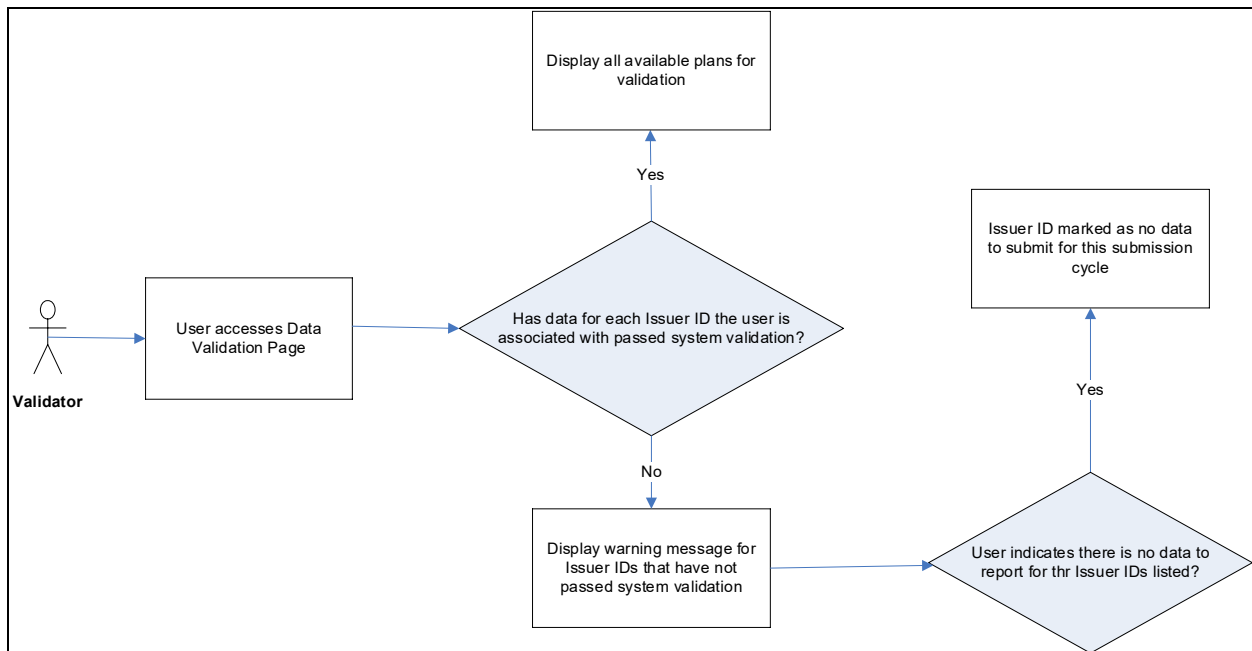 Display all available plans for
validation
Yes
Issuer ID marked as no data
to submit for this submission
cycle
User accesses Data
Validation Page
Has data for each Issuer ID the user is
associated with passed system validation?
Validator
Yes
No
Display warning message for
Issuer IDs that have not
passed system validation
User indicates there is no data to
report for thr Issuer IDs listed?